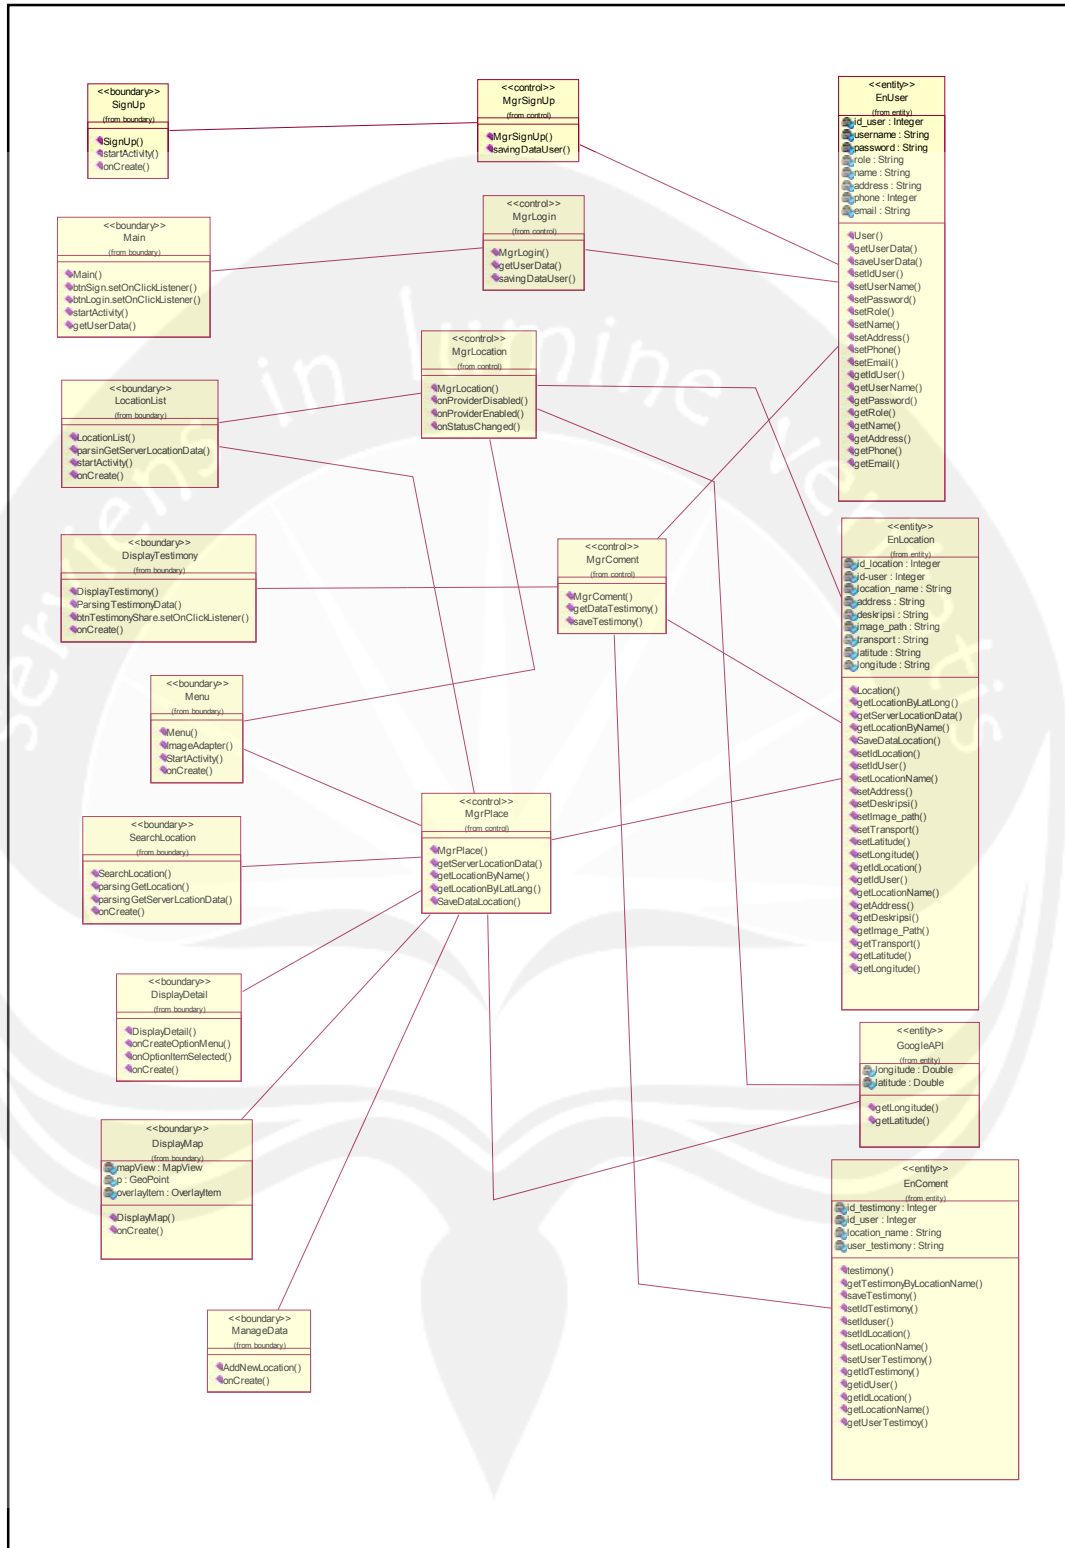 <<boundary>>
SignUp
(from boundary)
SignUp()
startActivity()
onCreate()
<<control>>
MgrSignUp
(from control)
MgrSignUp()
savingDataUser()
<<entity>>
EnUser
(from entity)
id_user : Integer
username : String
password : String
role : String
name : String
address : String
phone : Integer
email : String
User()
getUserData()
saveUserData()
setIdUser()
setUserName()
setPassword()
setRole()
setName()
setAddress()
setPhone()
setEmail()
getIdUser()
getUserName()
getPassword()
getRole()
getName()
getAddress()
getPhone()
getEmail()
<<boundary>>
Main
(from boundary)
Main()
btnSign.setOnClickListener()
btnLogin.setOnClickListener()
startActivity()
getUserData()
<<control>>
MgrLogin
(from control)
MgrLogin()
getUserData()
savingDataUser()
<<control>>
MgrLocation
(from control)
MgrLocation()
onProviderDisabled()
onProviderEnabled()
onStatusChanged()
<<boundary>>
LocationList
(from boundary)
LocationList()
parsinGetServerLocationData()
startActivity()
onCreate()
<<boundary>>
DisplayTestimony
(from boundary)
DisplayTestimony()
ParsingTestimonyData()
btnTestimonyShare.setOnClickListener()
onCreate()
<<control>>
MgrComent
(from control)
MgrComent()
getDataTestimony()
saveTestimony()
<<entity>>
EnLocation
(from entity)
id_location : Integer
id-user : Integer
location_name : String
address : String
deskripsi : String
image_path : String
transport : String
latitude : String
longitude : String
Location()
getLocationByLatLong()
getServerLocationData()
getLocationByName()
SaveDataLocation()
setIdLocation()
setIdUser()
setLocationName()
setAddress()
setDeskripsi()
setImage_path()
setTransport()
setLatitude()
setLongitude()
getIdLocation()
getIdUser()
getLocationName()
getAddress()
getDeskripsi()
getImage_Path()
getTransport()
getLatitude()
getLongitude()
<<boundary>>
Menu
(from boundary)
Menu()
ImageAdapter()
StartActivity()
onCreate()
<<control>>
MgrPlace
(from control)
MgrPlace()
getServerLocationData()
getLocationByName()
getLocationBylLatLang()
SaveDataLocation()
<<boundary>>
SearchLocation
(from boundary)
SearchLocation()
parsingGetLocation()
parsingGetServerLcationData()
onCreate()
<<boundary>>
DisplayDetail
(from boundary)
DisplayDetail()
onCreateOptionMenu()
onOptionItemSelected()
onCreate()
<<entity>>
GoogleAPI
(from entity)
longitude : Double
latitude : Double
getLongitude()
getLatitude()
<<boundary>>
DisplayMap
(from boundary)
mapView : MapView
p : GeoPoint
overlayItem : OverlayItem
DisplayMap()
onCreate()
<<entity>>
EnComent
(from entity)
id_testimony : Integer
id_user : Integer
location_name : String
user_testimony : String
testimony()
getTestimonyByLocationName()
saveTestimony()
setIdTestimony()
setIduser()
setIdLocation()
setLocationName()
setUserTestimony()
getIdTestimony()
getidUser()
getIdLocation()
getLocationName()
getUserTestimoy()
<<boundary>>
ManageData
(from boundary)
AddNewLocation()
onCreate()
serviens in lumine veritatis